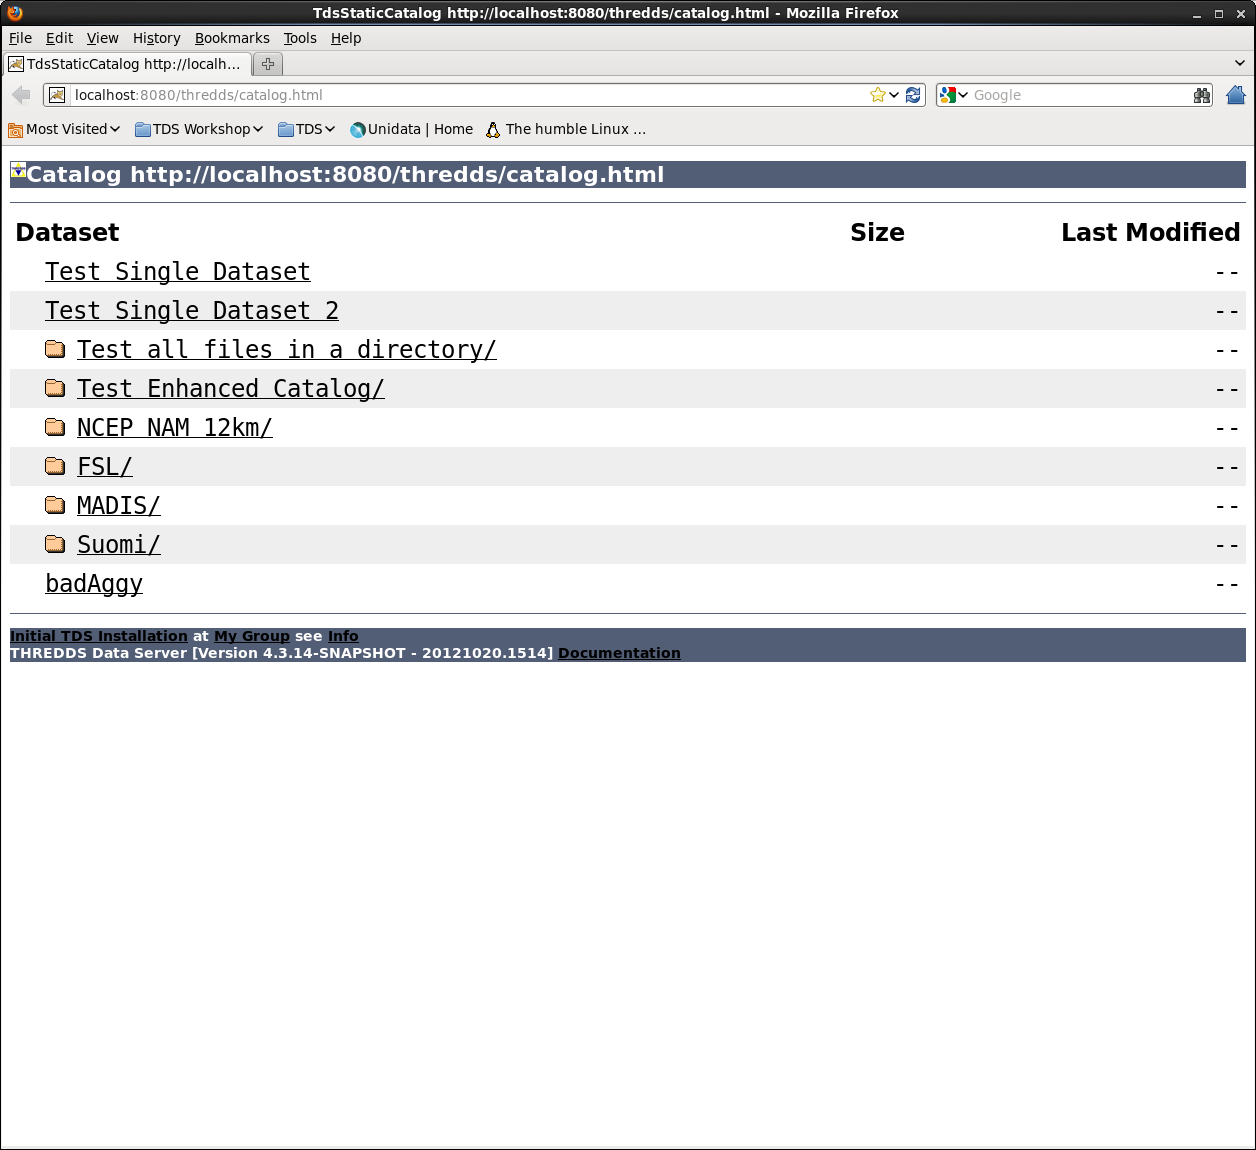 TdsStaticCatalog http://localhost:8080/thredds/catalog.html - Mozilla Firefox
File Edit View History Bookmarks Tools Help
TdsStaticCatalog http://localh...
localhost:8080/thredds/catalog.html Google
Most Visited TDS Workshop TDS Unidata | Home The humble Linux ...
Catalog http://localhost:8080/thredds/catalog.html
Dataset Size Last Modified
Test Single Dataset --
Test Single Dataset 2 --
Test all files in a directory/ --
Test Enhanced Catalog/ --
NCEP NAM 12km/ --
FSL/ --
MADIS/ --
Suomi/ --
badAggy --
Initial TDS Installation at My Group see Info
THREDDS Data Server [Version 4.3.14-SNAPSHOT - 20121020.1514] Documentation